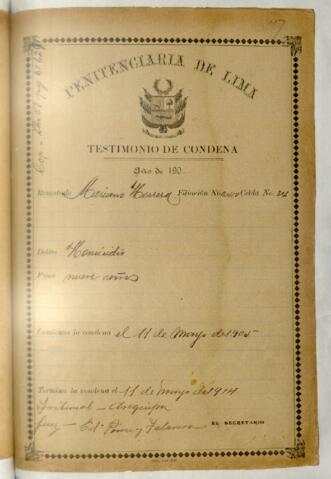 PENITENCIARIA DE LIMA
TESTIMONIO DE CONDENA
Año de 190
Rematado Mariano Herrera Filiación No Celda No. 24
Delito Homicidio
Pena nueve años
Comienza la condena el 11 de Mayo de 1905
Termina la condena el 11 de Mayo de 1914
Tribunal - Arequipa
Juez - y
EL SECRETARIO